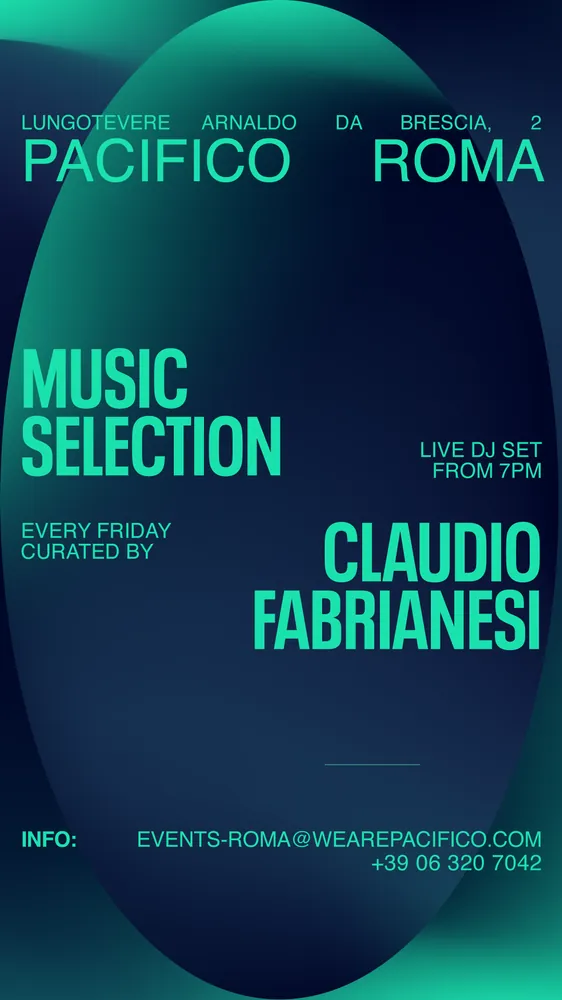 LUNGOTEVERE ARNALDO DA BRESCIA, 2
PACIFICO ROMA
MUSIC
SELECTION
LIVE DJ SET
FROM 7PM
EVERY FRIDAY
CURATED BY
CLAUDIO
FABRIANESI
INFO: EVENTS-ROMA@WEAREPACIFICO.COM
+39 06 320 7042